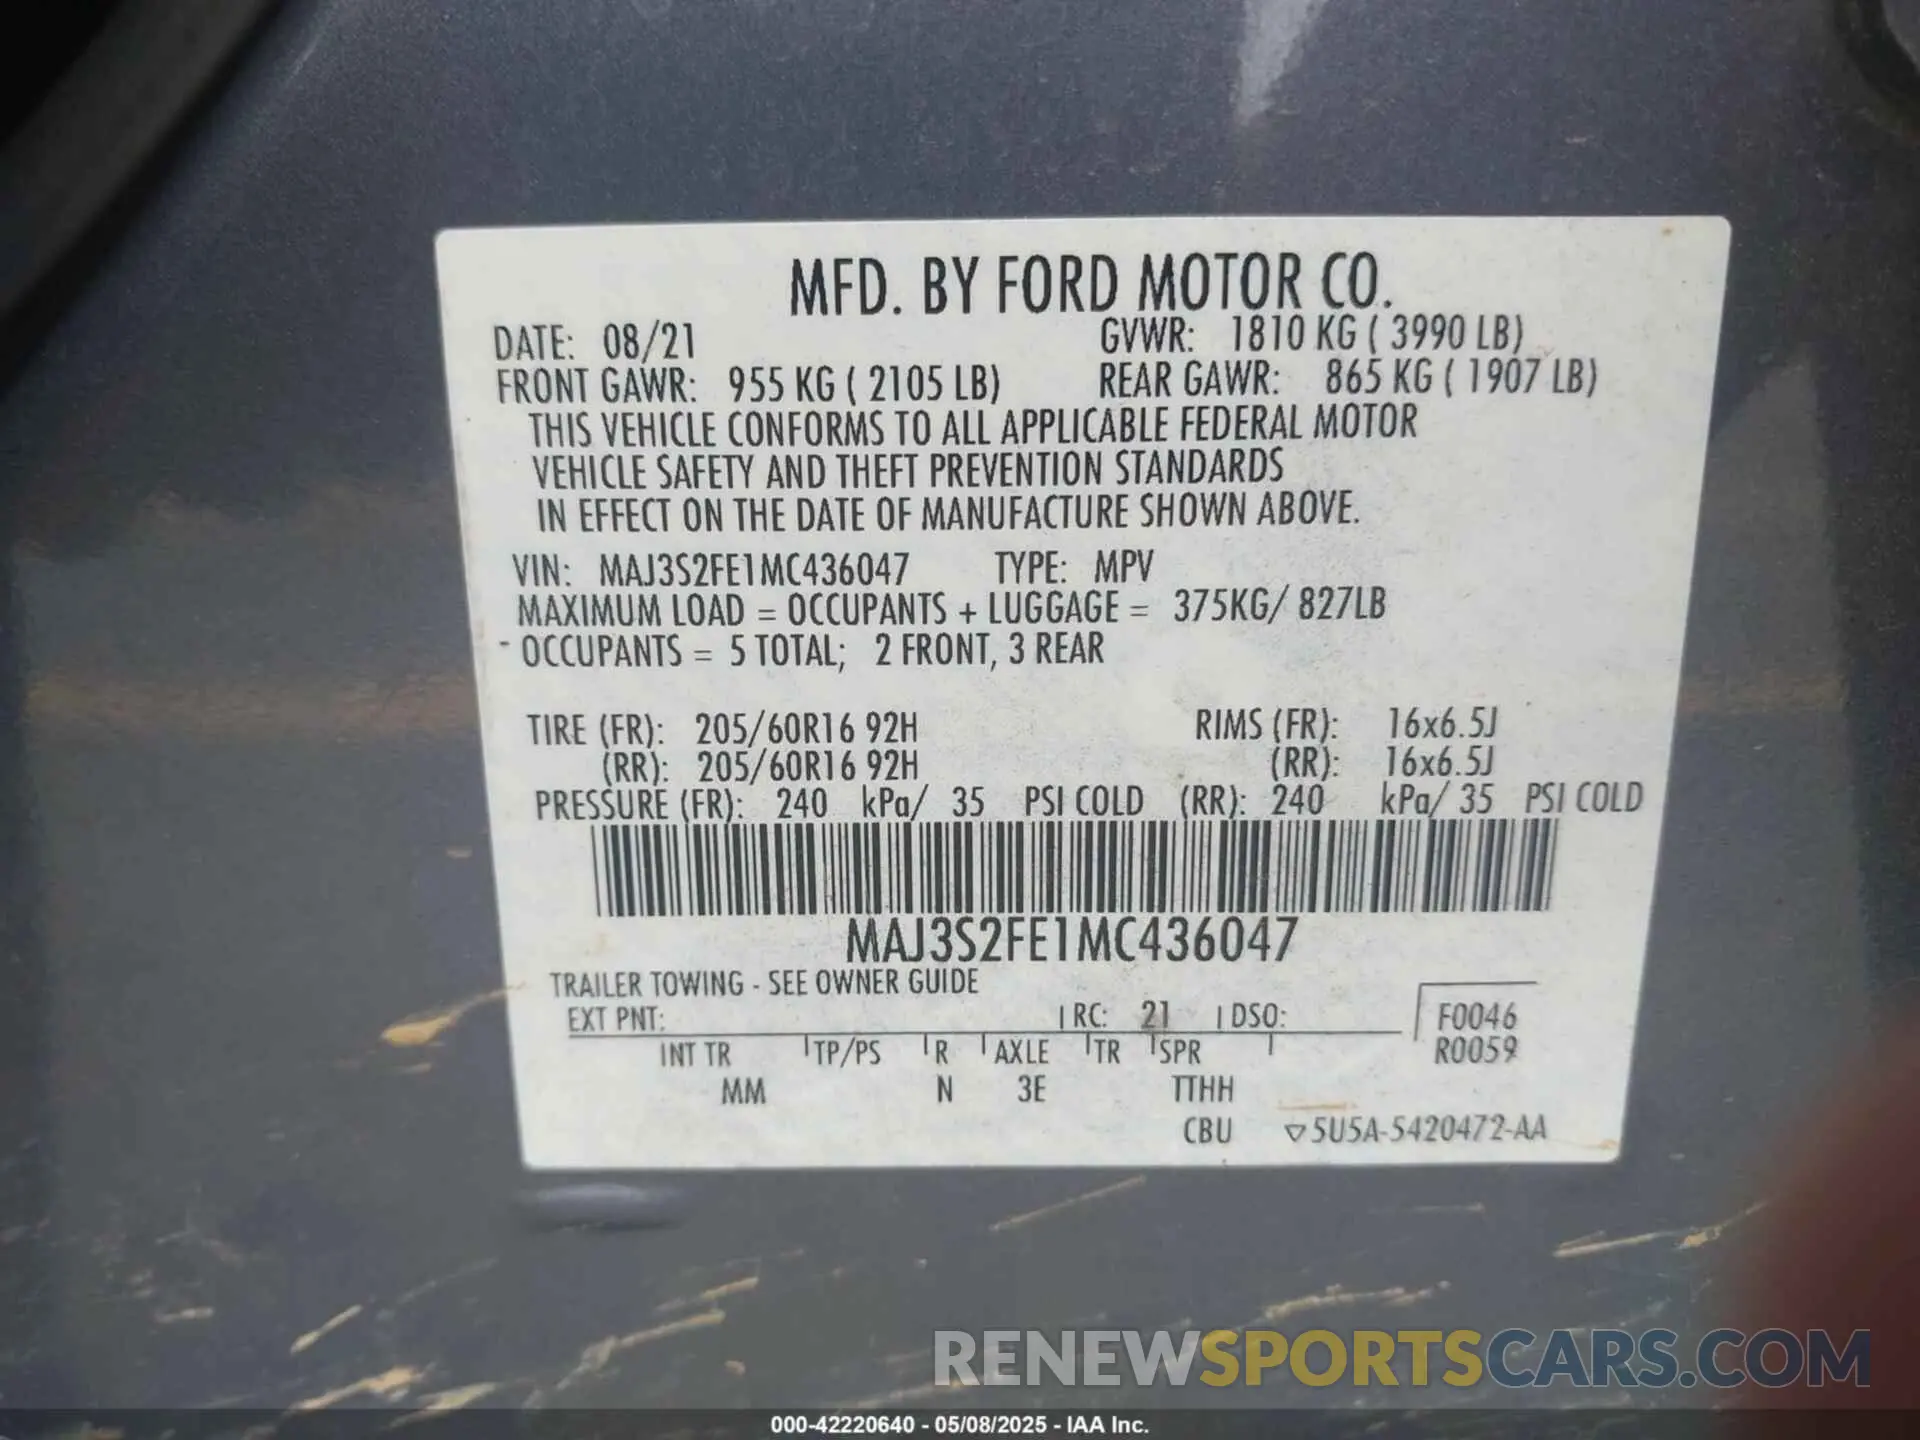 MFD. BY FORD MOTOR CO.
DATE: 08/21 GVWR: 1810 KG ( 3990 LB)
FRONT GAWR: 955 KG ( 2105 LB) REAR GAWR: 865 KG ( 1907 LB)
THIS VEHICLE CONFORMS TO ALL APPLICABLE FEDERAL MOTOR
VEHICLE SAFETY AND THEFT PREVENTION STANDARDS
IN EFFECT ON THE DATE OF MANUFACTURE SHOWN ABOVE.
VIN: MAJ3S2FE1MC436047 TYPE: MPV
MAXIMUM LOAD = OCCUPANTS + LUGGAGE = 375KG/ 827LB
- OCCUPANTS = 5 TOTAL; 2 FRONT, 3 REAR
TIRE (FR): 205/60R16 92H RIMS (FR): 16x6.5J
(RR): 205/60R16 92H (RR): 16x6.5J
PRESSURE (FR): 240 kPa/ 35 PSI COLD (RR): 240 kPa/ 35 PSI COLD
MAJ3S2FE1MC436047
TRAILER TOWING - SEE OWNER GUIDE
EXT PNT: RC: 21 DSO: F0046
INT TR TP/PS R AXLE TR SPR R0059
MM N 3E TTHH
CBU ▽5U5A-5420472-AA
RENEWSPORTSCARS.COM
000-42220640 - 05/08/2025 - IAA Inc.